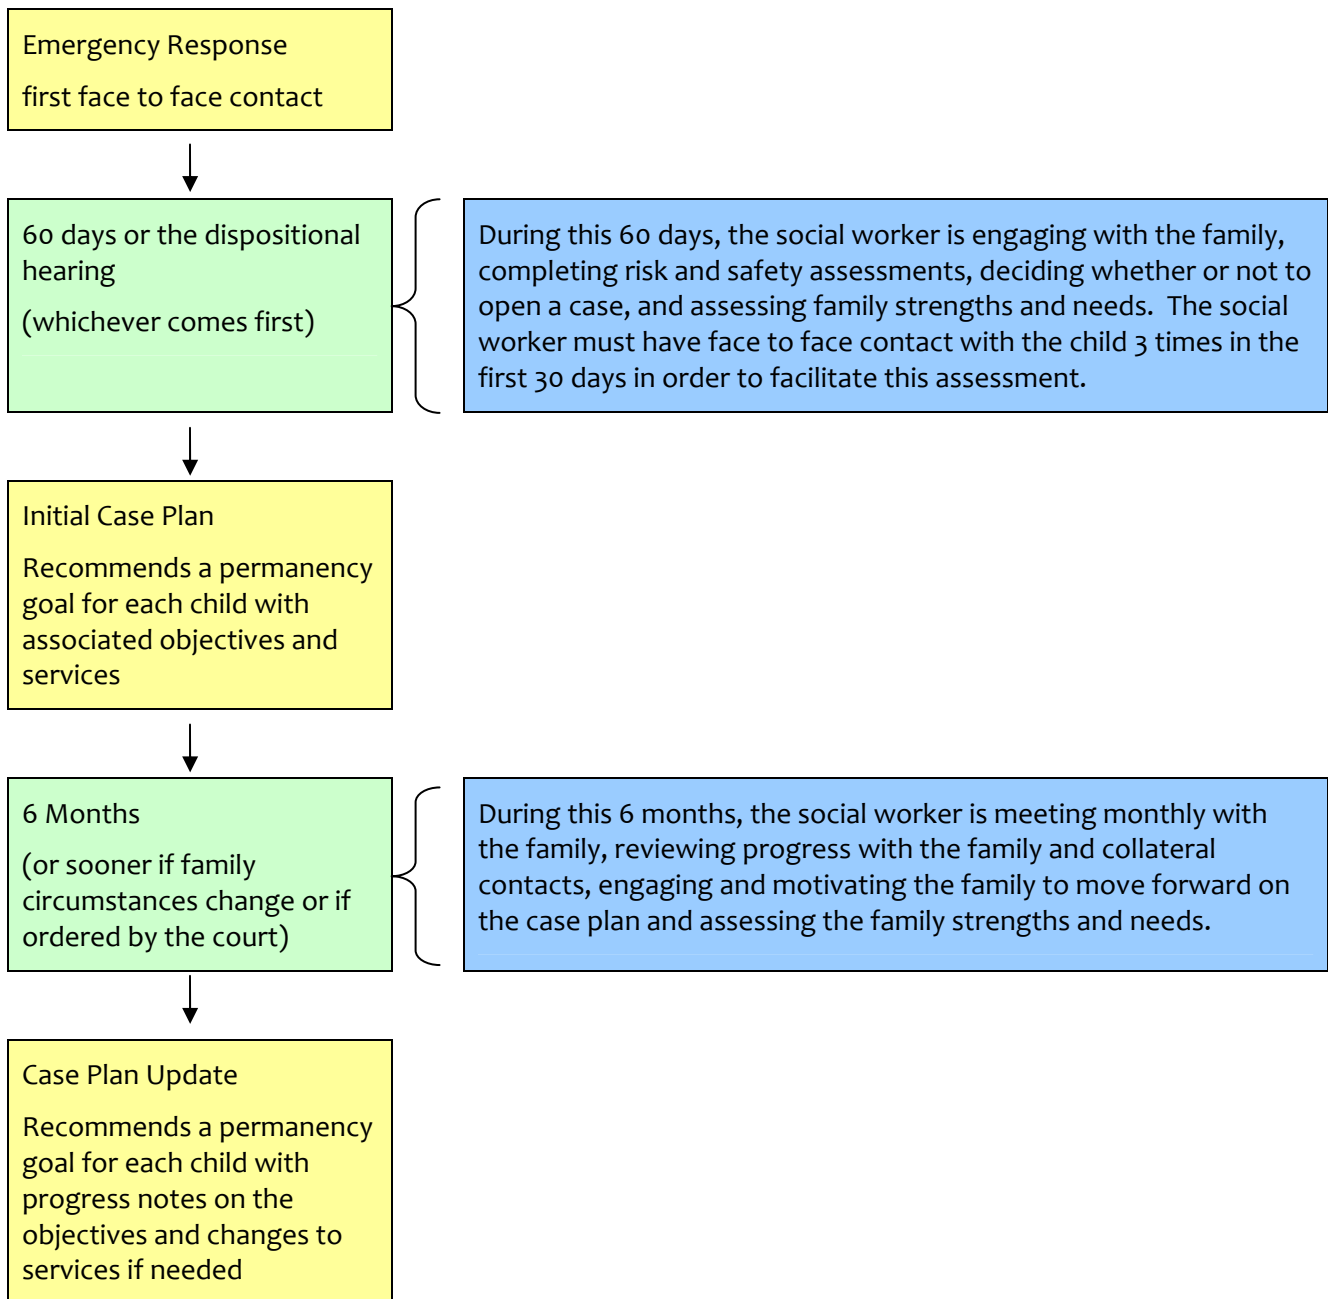 Emergency Response
first face to face contact
60 days or the dispositional
hearing
(whichever comes first)
During this 60 days, the social worker is engaging with the family,
completing risk and safety assessments, deciding whether or not to
open a case, and assessing family strengths and needs.  The social
worker must have face to face contact with the child 3 times in the
first 30 days in order to facilitate this assessment.
Initial Case Plan
Recommends a permanency
goal for each child with
associated objectives and
services
6 Months
(or sooner if family
circumstances change or if
ordered by the court)
During this 6 months, the social worker is meeting monthly with
the family, reviewing progress with the family and collateral
contacts, engaging and motivating the family to move forward on
the case plan and assessing the family strengths and needs.
Case Plan Update
Recommends a permanency
goal for each child with
progress notes on the
objectives and changes to
services if needed